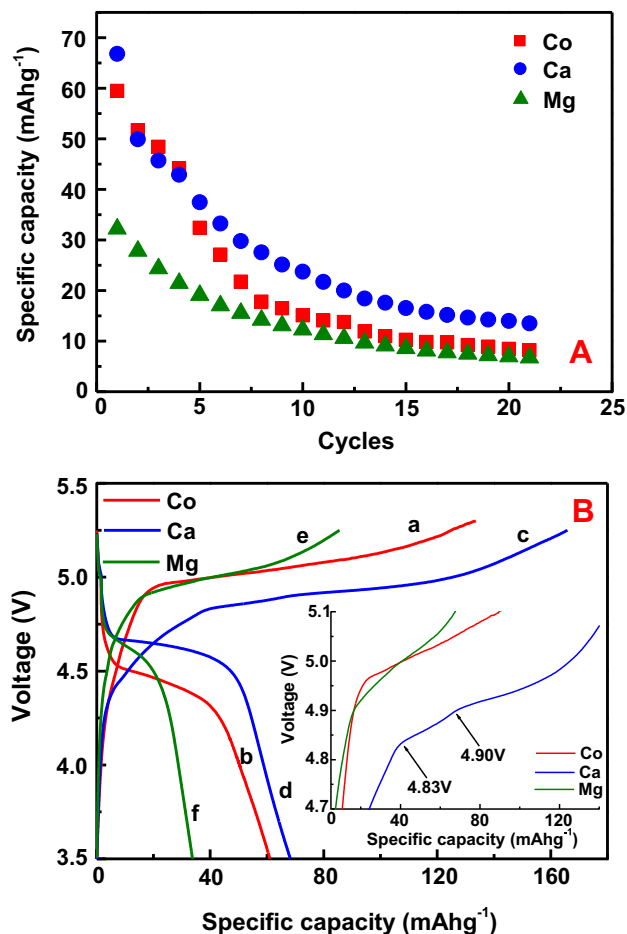 70
60
50
40
30
20
10
0
Specific capacity (mAhg⁻¹)
Co
Ca
Mg
A
0 5 10 15 20 25
Cycles
5.5
5.0
4.5
4.0
3.5
Voltage (V)
Co
Ca
Mg
B
e
a
c
b
d
f
5.1
5.0
4.9
4.8
4.7
Voltage (V)
4.90V
4.83V
Co
Ca
Mg
0 40 80 120
Specific capacity (mAhg⁻¹)
0 40 80 120 160
Specific capacity (mAhg⁻¹)